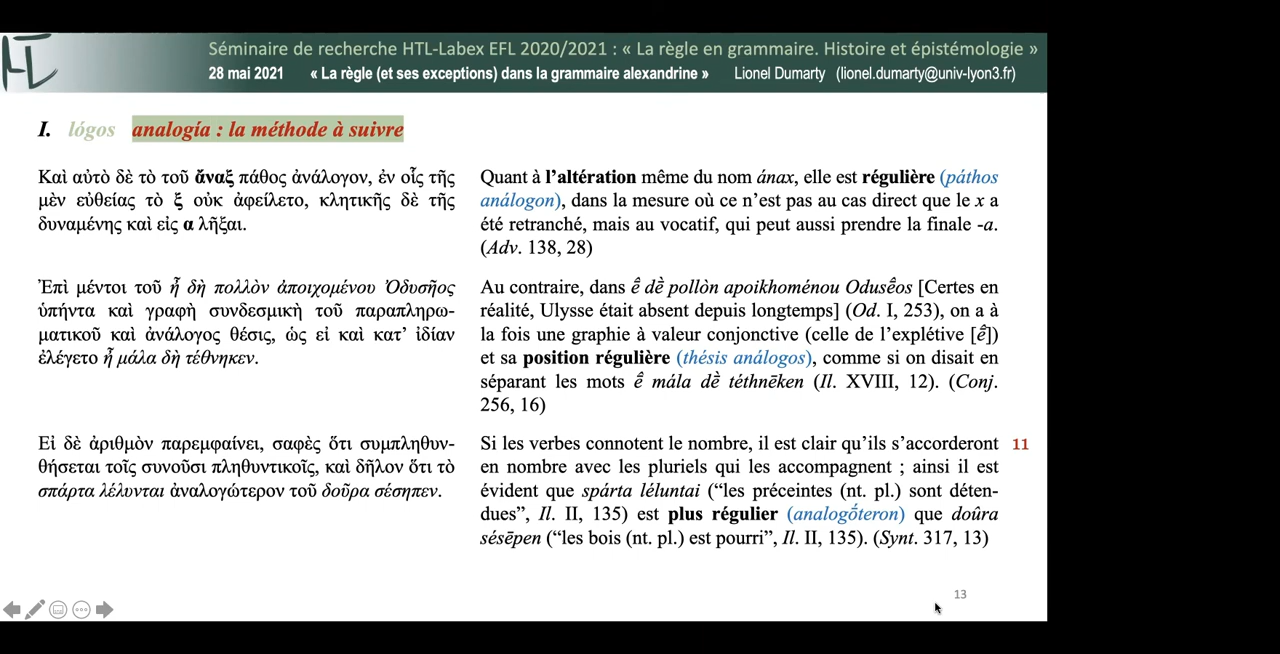 HTL
Séminaire de recherche HTL-Labex EFL 2020/2021 : « La règle en grammaire. Histoire et épistémologie »
28 mai 2021 « La règle (et ses exceptions) dans la grammaire alexandrine » Lionel Dumarty (lionel.dumarty@univ-lyon3.fr)
I. lógos analogía : la méthode à suivre
Καὶ αὐτὸ δὲ τὸ τοῦ ἄναξ πάθος ἀνάλογον, ἐν οἷς τῆς
μὲν εὐθείας τὸ ξ οὐκ ἀφείλετο, κλητικῆς δὲ τῆς
δυναμένης καὶ εἰς α λῆξαι.
Quant à l’altération même du nom ánax, elle est régulière (páthos
análogon), dans la mesure où ce n’est pas au cas direct que le x a
été retranché, mais au vocatif, qui peut aussi prendre la finale -a.
(Adv. 138, 28)
Ἐπὶ μέντοι τοῦ ἦ δὴ πολλὸν ἀποιχομένου Ὀδυσῆος
ὑπήντα καὶ γραφὴ συνδεσμικὴ τοῦ παραπληρω-
ματικοῦ καὶ ἀνάλογος θέσις, ὡς εἰ καὶ κατ’ ἰδίαν
ἐλέγετο ἦ μάλα δὴ τέθνηκεν.
Au contraire, dans ễ dḕ pollòn apoikhoménou Odusễos [Certes en
réalité, Ulysse était absent depuis longtemps] (Od. I, 253), on a à
la fois une graphie à valeur conjonctive (celle de l’explétive [ễ])
et sa position régulière (thésis análogos), comme si on disait en
séparant les mots ễ mála dḕ téthnēken (Il. XVIII, 12). (Conj.
256, 16)
Εἰ δὲ ἀριθμὸν παρεμφαίνει, σαφὲς ὅτι συμπληθυν-
θήσεται τοῖς συνοῦσι πληθυντικοῖς, καὶ δῆλον ὅτι τὸ
σπάρτα λέλυνται ἀναλογώτερον τοῦ δοῦρα σέσηπεν.
Si les verbes connotent le nombre, il est clair qu’ils s’accorderont 11
en nombre avec les pluriels qui les accompagnent ; ainsi il est
évident que spárta léluntai (“les préceintes (nt. pl.) sont déten-
dues”, Il. II, 135) est plus régulier (analogṓteron) que doûra
sésēpen (“les bois (nt. pl.) est pourri”, Il. II, 135). (Synt. 317, 13)
13